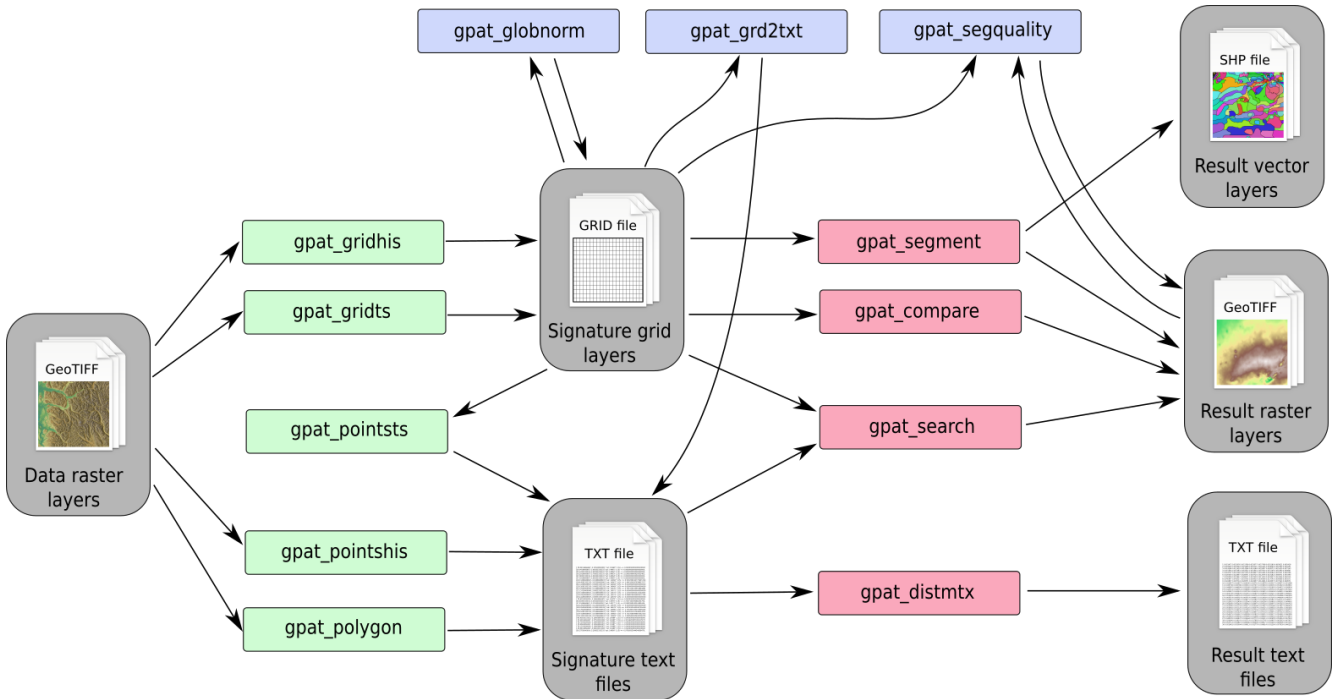 gpat_globnorm
gpat_grd2txt
gpat_segquality
SHP file
Result vector
layers
GRID file
Signature grid
layers
gpat_gridhis
gpat_gridts
gpat_segment
gpat_compare
GeoTIFF
Result raster
layers
GeoTIFF
Data raster
layers
gpat_pointsts
gpat_search
gpat_pointshis
gpat_polygon
TXT file
Signature text
files
gpat_distmtx
TXT file
Result text
files